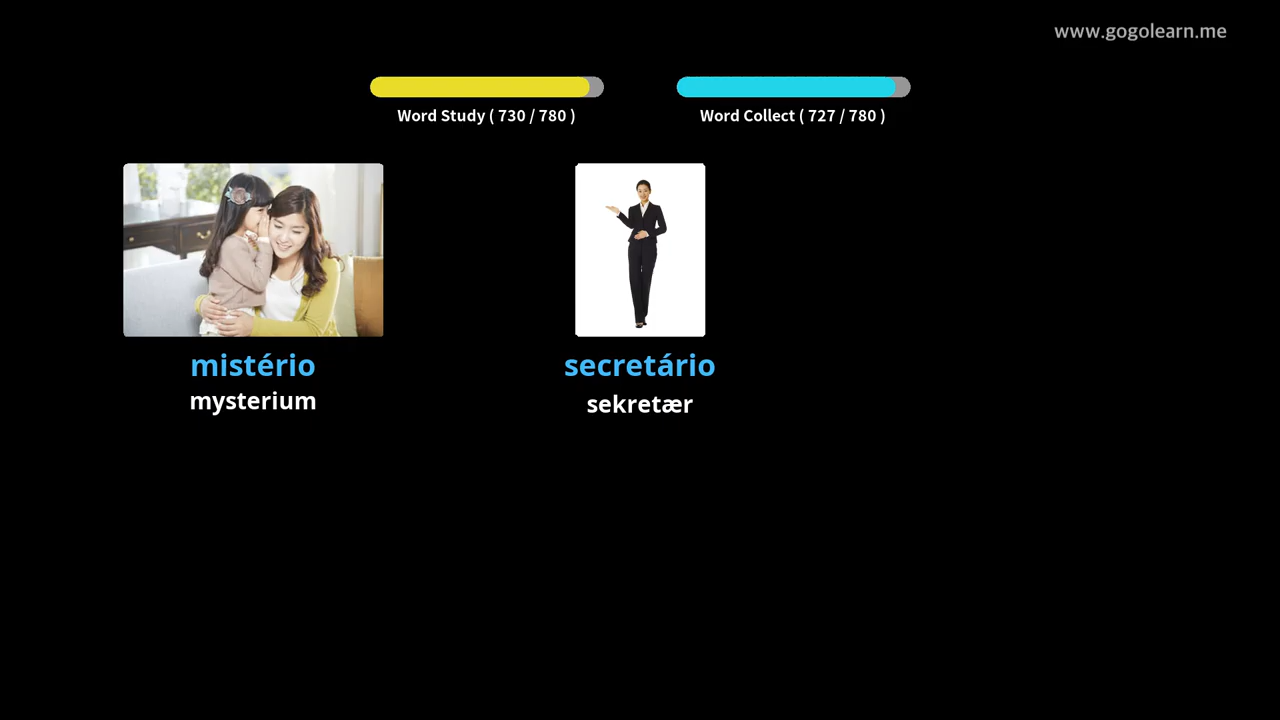 www.gogolearn.me
Word Study ( 730 / 780 )
Word Collect ( 727 / 780 )
mistério
mysterium
secretário
sekretær